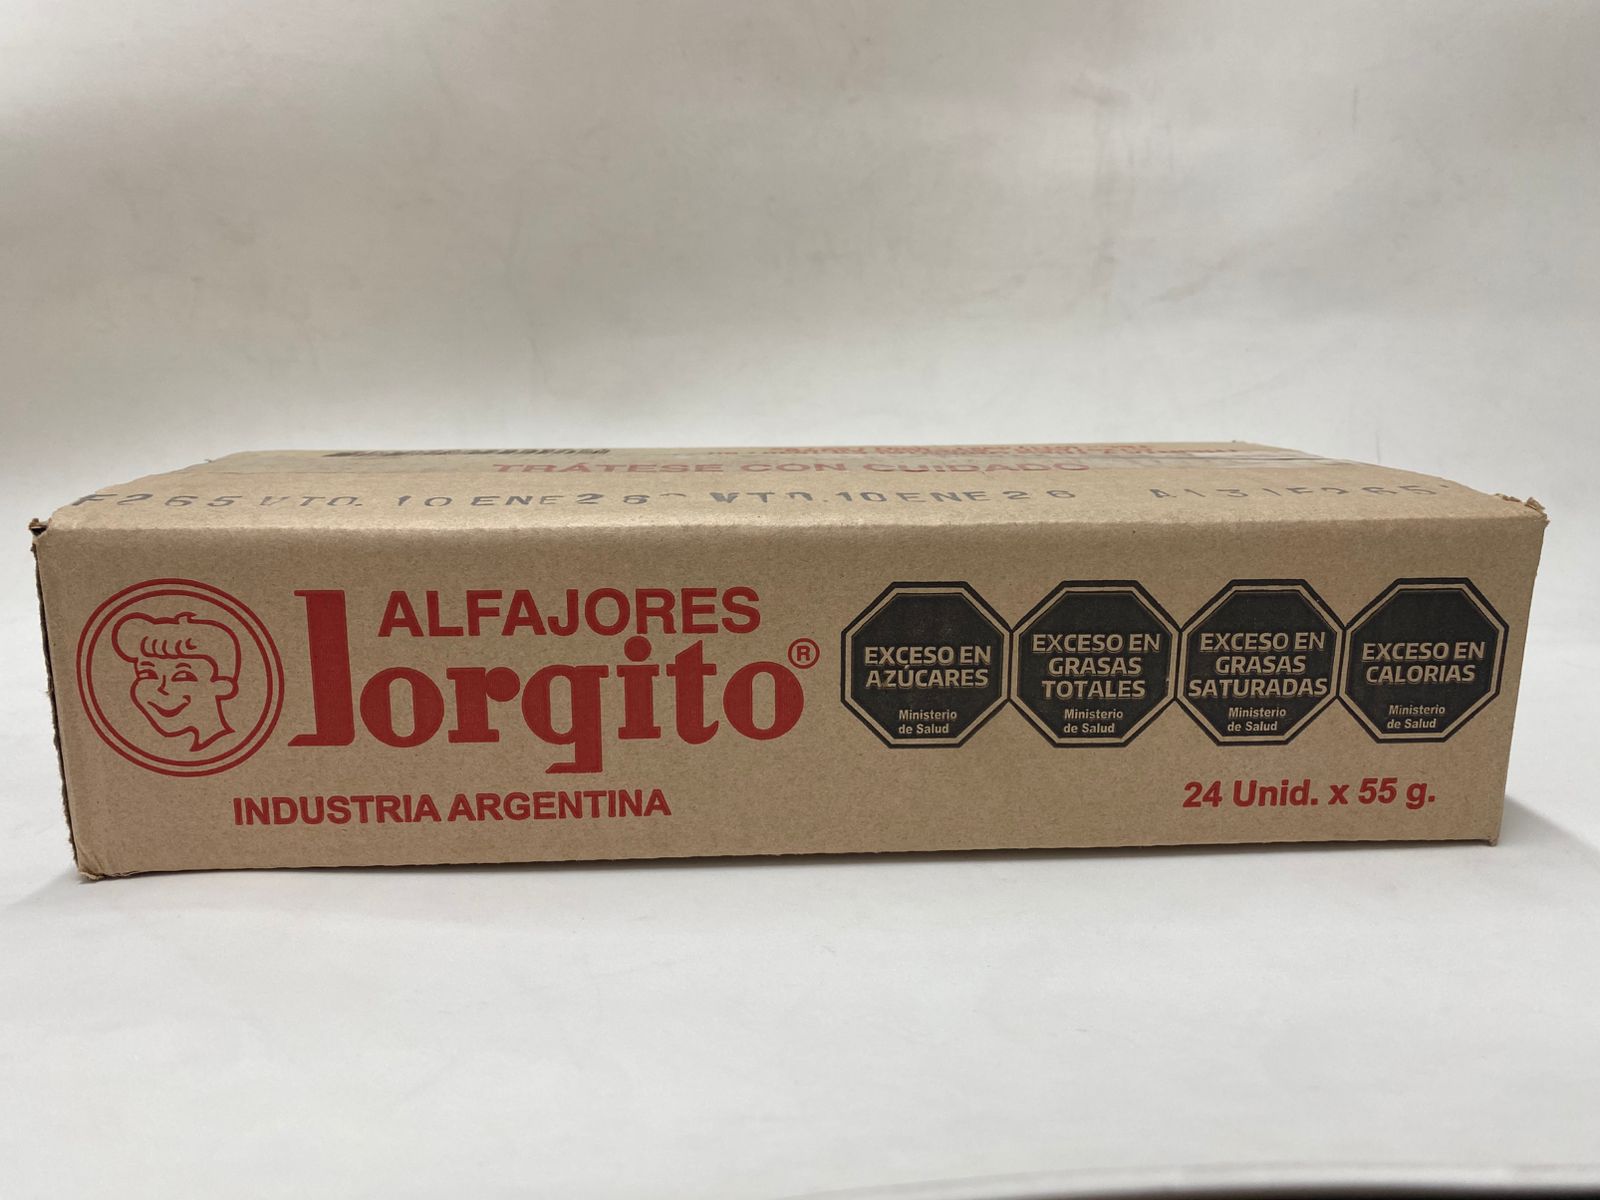 TRÁTESE CON CUIDADO
F265 VTO. 10 ENE 26 VTO. 10 ENE 26 A131F265
ALFAJORES
Jorgito®
INDUSTRIA ARGENTINA
EXCESO EN
AZÚCARES
Ministerio
de Salud
EXCESO EN
GRASAS
TOTALES
Ministerio
de Salud
EXCESO EN
GRASAS
SATURADAS
Ministerio
de Salud
EXCESO EN
CALORIAS
Ministerio
de Salud
24 Unid. x 55 g.